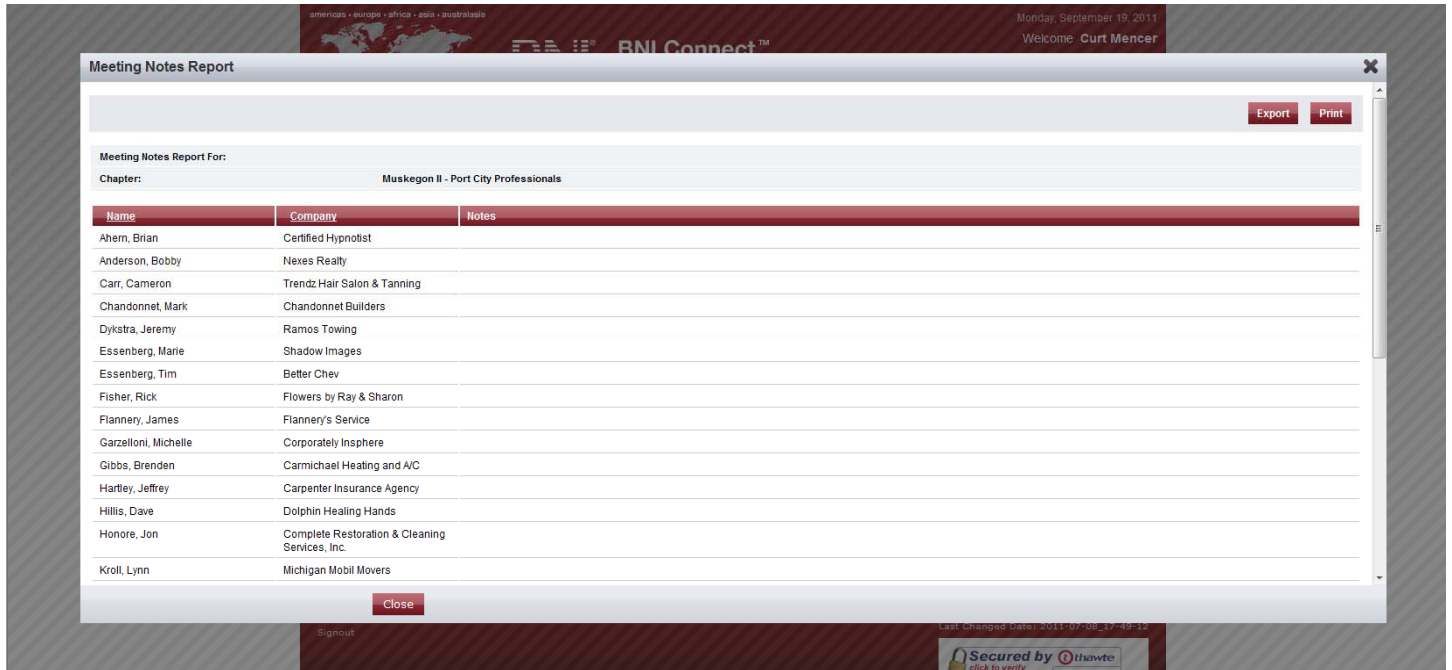 americas • europe • africa • asia • australasia
Monday, September 19, 2011
Welcome Curt Mencer
BNI Connect™
Meeting Notes Report
Export Print
Meeting Notes Report For:
Chapter: Muskegon II - Port City Professionals
Name Company Notes
Ahern, Brian Certified Hypnotist
Anderson, Bobby Nexes Realty
Carr, Cameron Trendz Hair Salon & Tanning
Chandonnet, Mark Chandonnet Builders
Dykstra, Jeremy Ramos Towing
Essenberg, Marie Shadow Images
Essenberg, Tim Better Chev
Fisher, Rick Flowers by Ray & Sharon
Flannery, James Flannery's Service
Garzelloni, Michelle Corporately Insphere
Gibbs, Brenden Carmichael Heating and A/C
Hartley, Jeffrey Carpenter Insurance Agency
Hillis, Dave Dolphin Healing Hands
Honore, Jon Complete Restoration & Cleaning
Services, Inc.
Kroll, Lynn Michigan Mobil Movers
Close
Signout
Last Changed Date: 2011-07-08_17-49-12
Secured by thawte
click to verify